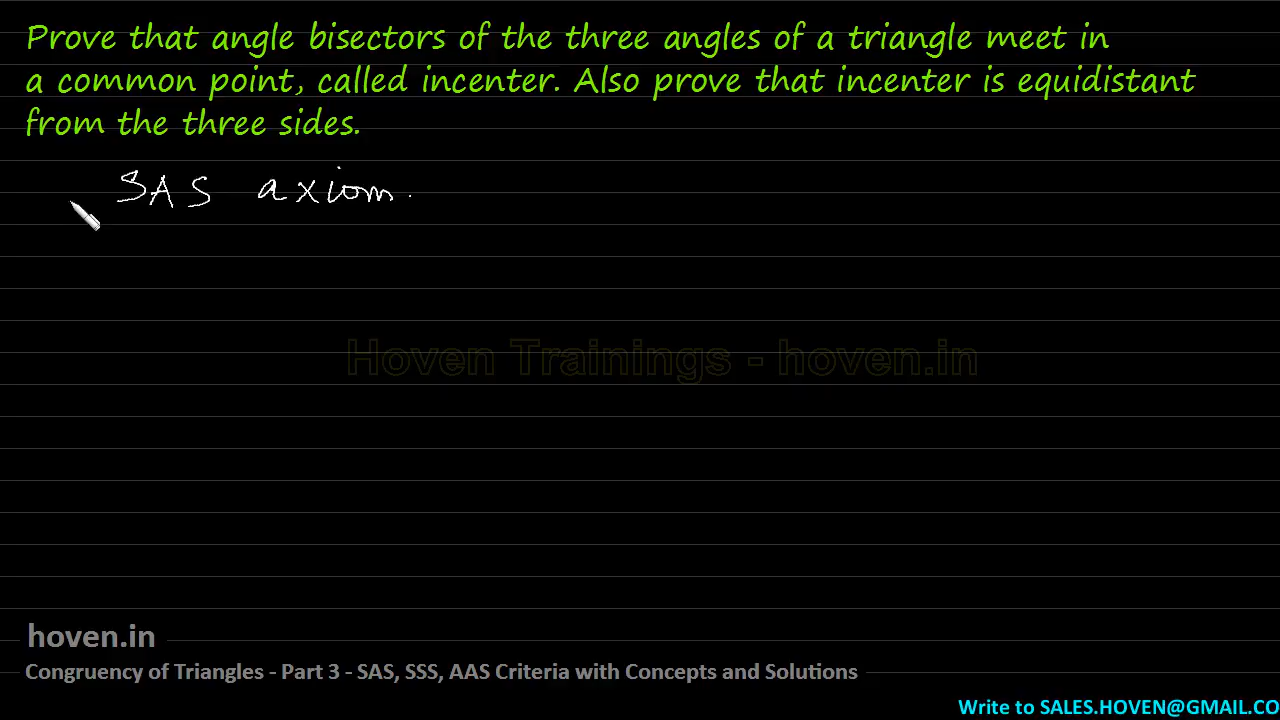 Prove that angle bisectors of the three angles of a triangle meet in
a common point, called incenter. Also prove that incenter is equidistant
from the three sides.
SAS axiom.
Hoven Trainings - hoven.in
hoven.in
Congruency of Triangles - Part 3 - SAS, SSS, AAS Criteria with Concepts and Solutions
Write to SALES.HOVEN@GMAIL.CO